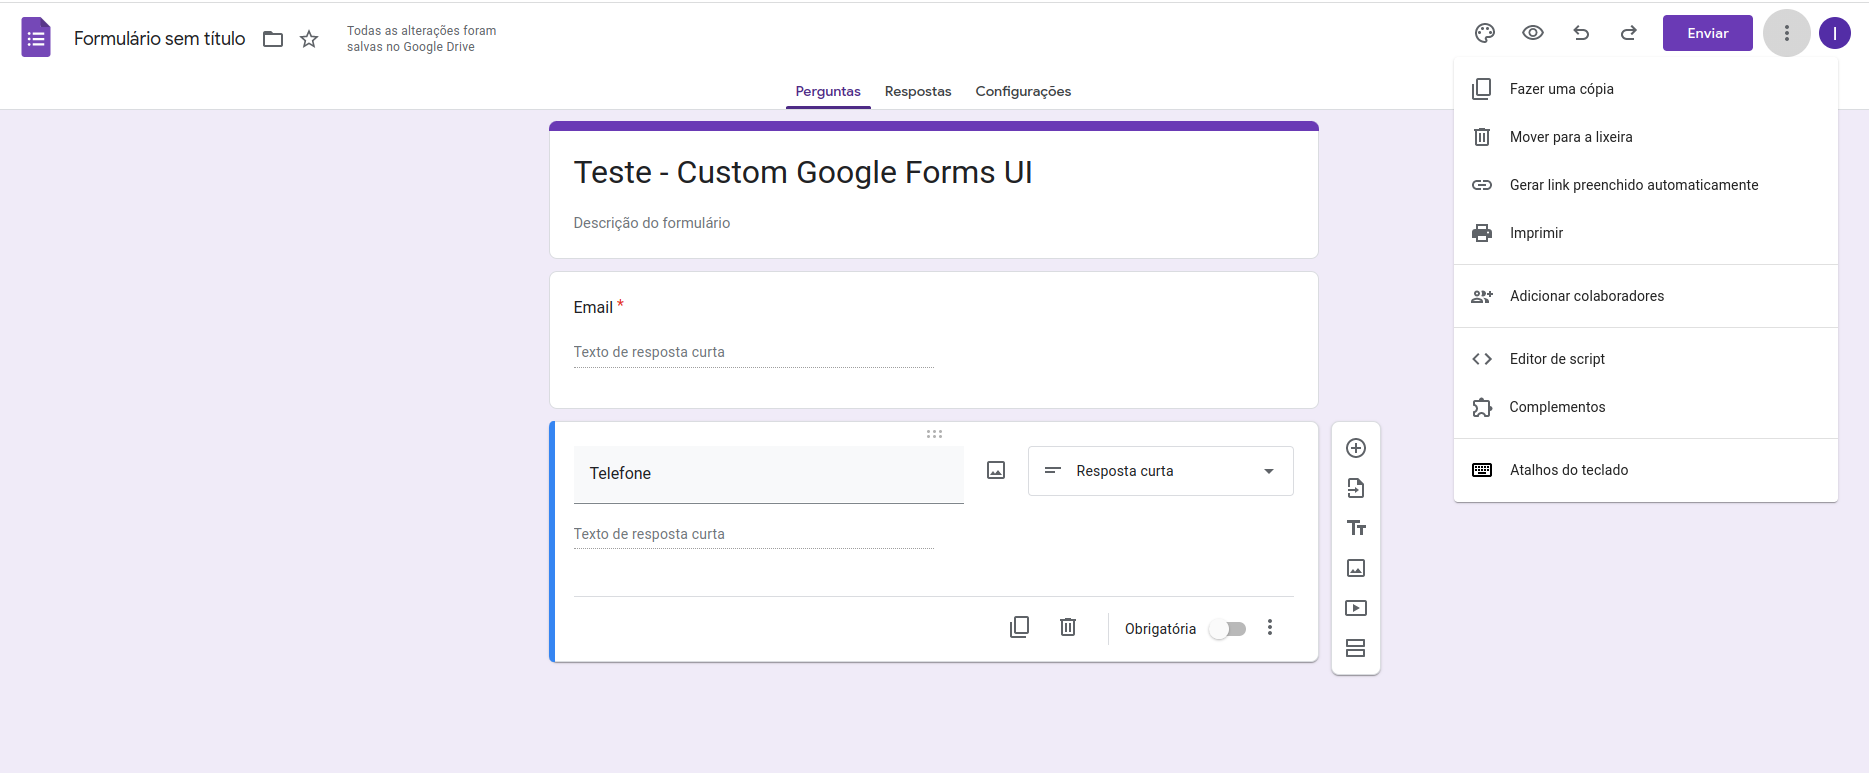 Formulário sem título
Todas as alterações foram
salvas no Google Drive
Enviar
I
Perguntas
Respostas
Configurações
Teste - Custom Google Forms UI
Descrição do formulário
Email *
Texto de resposta curta
Telefone
Resposta curta
Texto de resposta curta
Obrigatória
Tт
Fazer uma cópia
Mover para a lixeira
Gerar link preenchido automaticamente
Imprimir
Adicionar colaboradores
Editor de script
Complementos
Atalhos do teclado